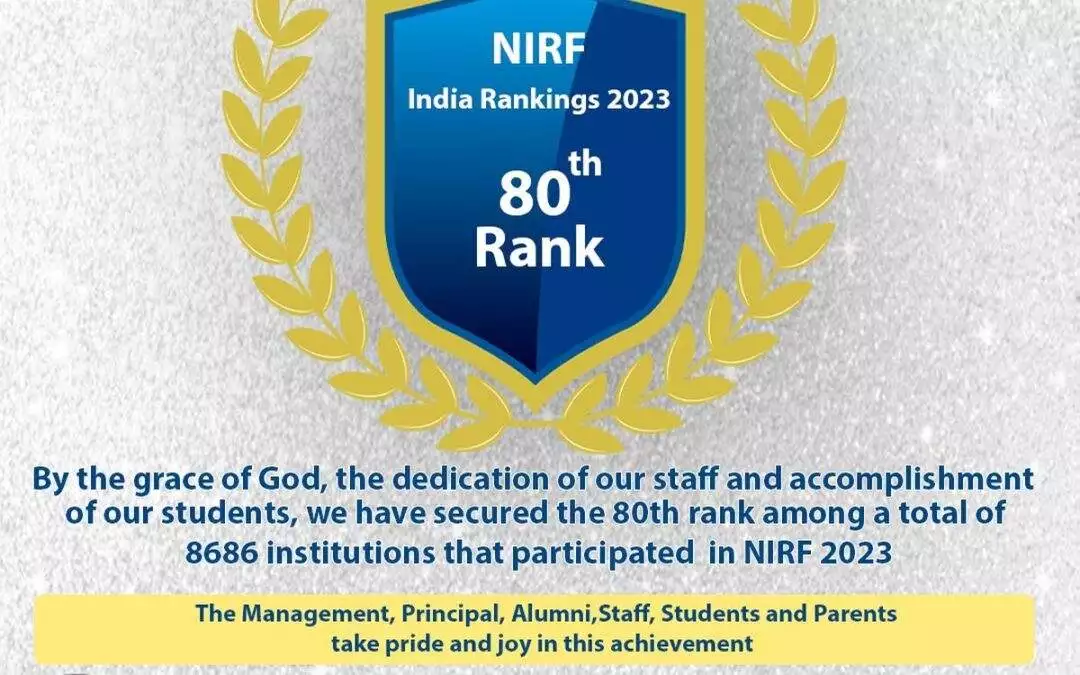 NIRF
India Rankings 2023
80th
Rank
By the grace of God, the dedication of our staff and accomplishment
of our students, we have secured the 80th rank among a total of
8686 institutions that participated in NIRF 2023
The Management, Principal, Alumni,Staff, Students and Parents
take pride and joy in this achievement